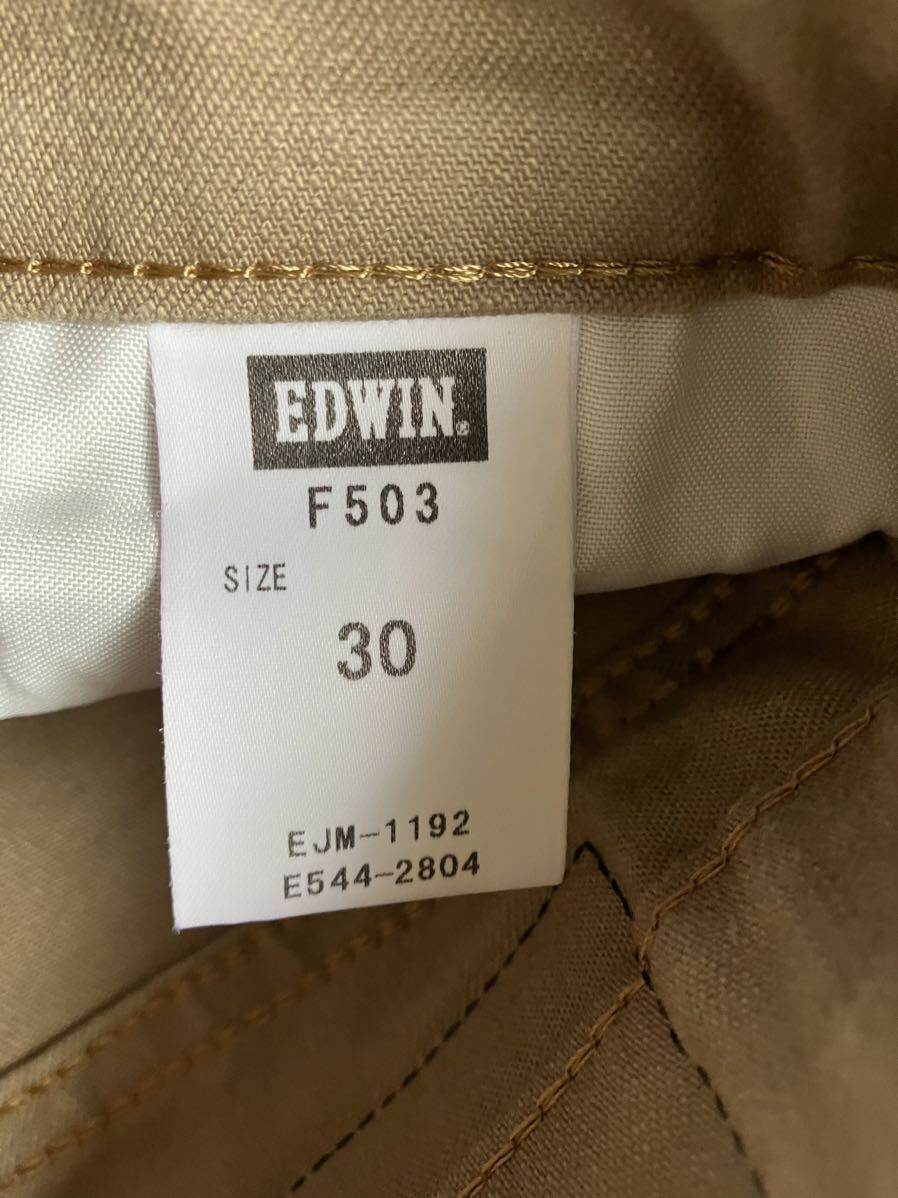 EDWIN®
F503
SIZE
30
EJM-1192
E544-2804